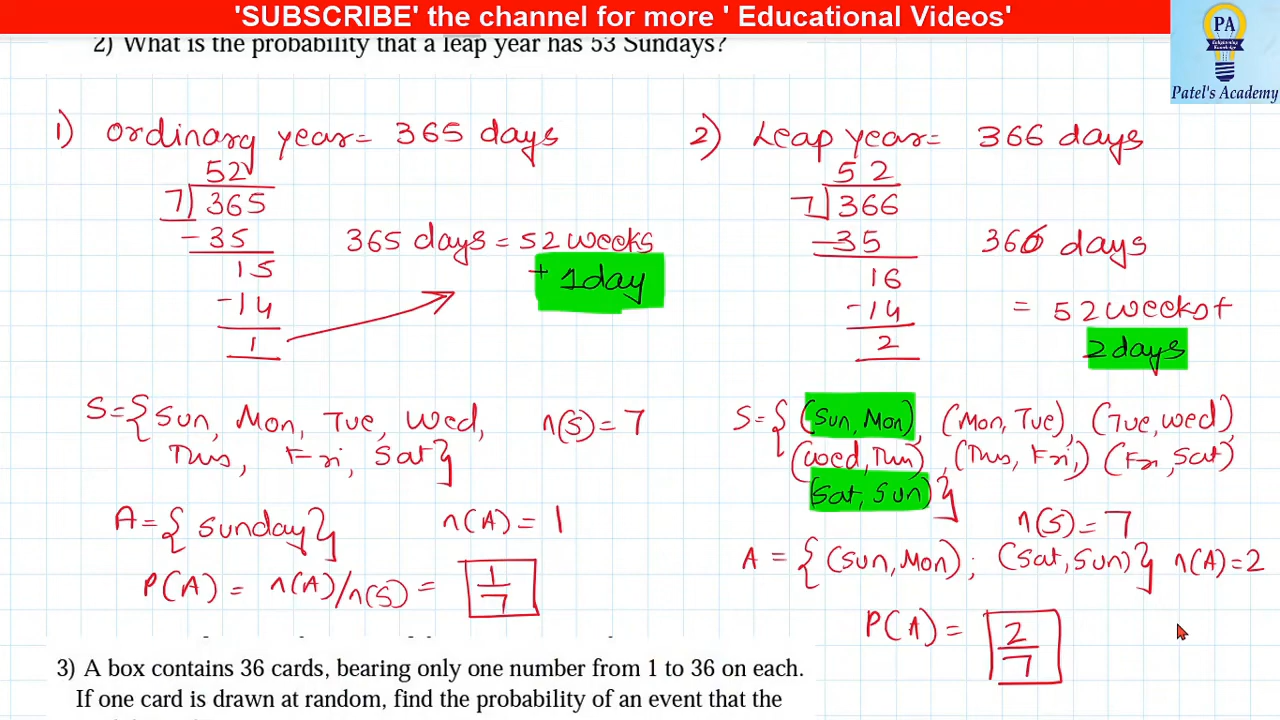 'SUBSCRIBE' the channel for more ' Educational Videos'
PA
Patel's Academy
2) What is the probability that a leap year has 53 Sundays?
1) Ordinary year = 365 days
52
7) 365
-35
15
-14
1
365 days = 52 weeks
+ 1 day
S = { Sun, Mon, Tue, Wed,
Thus, Fri, Sat }
n(S) = 7
A = { Sunday }
n(A) = 1
P(A) = n(A)/n(S) = 1/7
2) Leap year = 366 days
52
7) 366
-35
16
-14
2
366 days
= 52 weeks +
2 days
S = { (Sun, Mon), (Mon, Tue), (Tue, Wed),
(Wed, Thu), (Thus, Fri,) (Fri, Sat)
(Sat, Sun) }
n(S) = 7
A = { (Sun, Mon) ; (Sat, Sun) } n(A) = 2
P(A) = 2/7
3) A box contains 36 cards, bearing only one number from 1 to 36 on each.
If one card is drawn at random, find the probability of an event that the